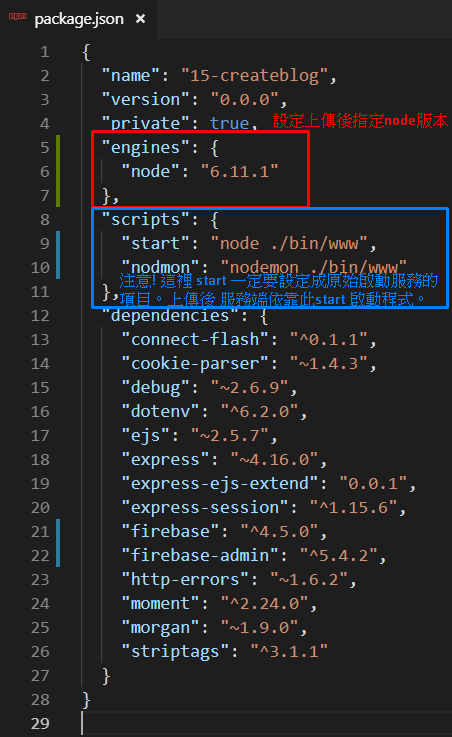 npm package.json ×
1 {
2 "name": "15-createblog",
3 "version": "0.0.0",
4 "private": true, 設定上傳後指定node版本
5 "engines": {
6 "node": "6.11.1"
7 },
8 "scripts": {
9 "start": "node ./bin/www",
10 "nodmon": "nodemon ./bin/www"
注意! 這裡 start 一定要設定成原始啟動服務的
11 },
項目。上傳後 服務端依靠此start 啟動程式。
12 "dependencies": {
13 "connect-flash": "^0.1.1",
14 "cookie-parser": "~1.4.3",
15 "debug": "~2.6.9",
16 "dotenv": "^6.2.0",
17 "ejs": "~2.5.7",
18 "express": "~4.16.0",
19 "express-ejs-extend": "0.0.1",
20 "express-session": "^1.15.6",
21 "firebase": "^4.5.0",
22 "firebase-admin": "^5.4.2",
23 "http-errors": "~1.6.2",
24 "moment": "^2.24.0",
25 "morgan": "~1.9.0",
26 "striptags": "^3.1.1"
27 }
28 }
29